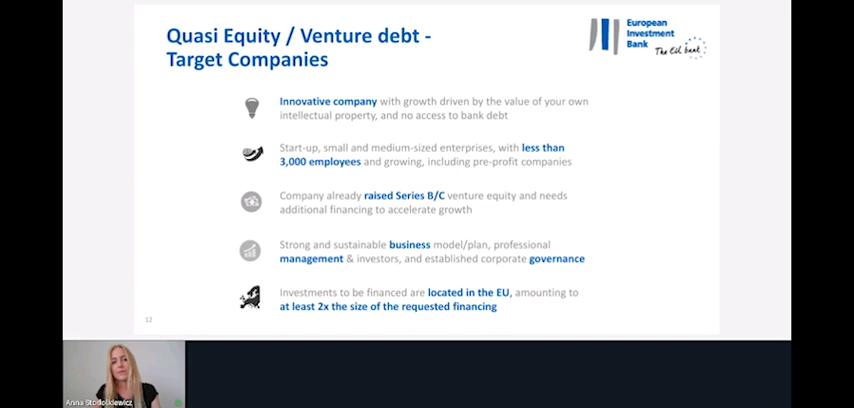 Quasi Equity / Venture debt -
Target Companies
European
Investment
Bank
The EU bank
Innovative company with growth driven by the value of your own
intellectual property, and no access to bank debt
Start-up, small and medium-sized enterprises, with less than
3,000 employees and growing, including pre-profit companies
Company already raised Series B/C venture equity and needs
additional financing to accelerate growth
Strong and sustainable business model/plan, professional
management & investors, and established corporate governance
Investments to be financed are located in the EU, amounting to
at least 2x the size of the requested financing
12
Anna Stodolkiewicz